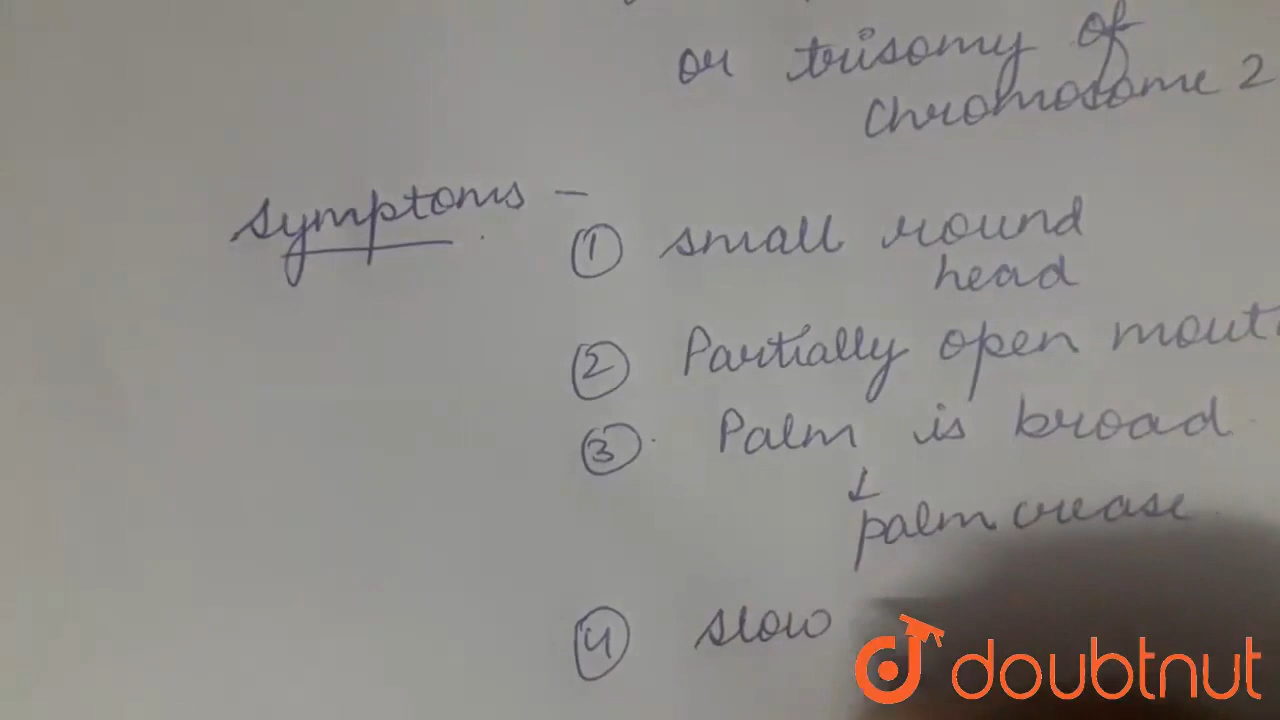 or trisomy of
chromosome 2
symptoms -
① small round
head
② Partially open mout
③ Palm is broad
↓
palm crease
④ slow
doubtnut